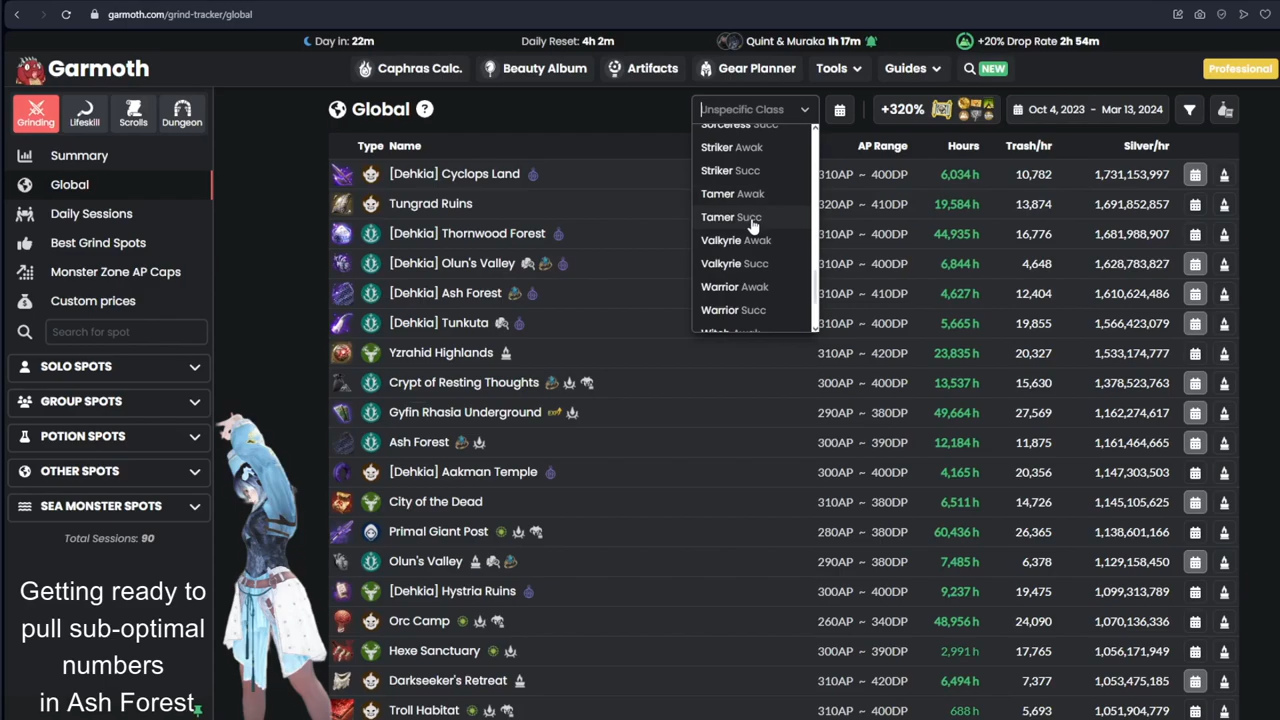 garmoth.com/grind-tracker/global
Day in: 22m
Daily Reset: 4h 2m
Quint & Muraka 1h 17m
+20% Drop Rate 2h 54m
Garmoth
Caphras Calc.
Beauty Album
Artifacts
Gear Planner
Tools
Guides
NEW
Professional
Grinding
Lifeskill
Scrolls
Dungeon
Summary
Global
Daily Sessions
Best Grind Spots
Monster Zone AP Caps
Custom prices
Search for spot
SOLO SPOTS
GROUP SPOTS
POTION SPOTS
OTHER SPOTS
SEA MONSTER SPOTS
Total Sessions: 90
Getting ready to
pull sub-optimal
numbers
in Ash Forest
Global ?
Unspecific Class
+320%
Oct 4, 2023 - Mar 13, 2024
Sorceress Succ
Striker Awak
Striker Succ
Tamer Awak
Tamer Succ
Valkyrie Awak
Valkyrie Succ
Warrior Awak
Warrior Succ
Witch Awak
Type Name AP Range Hours Trash/hr Silver/hr
[Dehkia] Cyclops Land 310AP ~ 400DP 6,034 h 10,782 1,731,153,997
Tungrad Ruins 320AP ~ 410DP 19,584 h 13,874 1,691,852,857
[Dehkia] Thornwood Forest 310AP ~ 400DP 44,935 h 16,776 1,681,988,907
[Dehkia] Olun's Valley 310AP ~ 400DP 6,844 h 4,648 1,628,783,827
[Dehkia] Ash Forest 310AP ~ 410DP 4,627 h 12,404 1,610,624,486
[Dehkia] Tunkuta 310AP ~ 400DP 5,665 h 19,855 1,566,423,079
Yzrahid Highlands 310AP ~ 420DP 23,835 h 20,327 1,533,174,777
Crypt of Resting Thoughts 300AP ~ 400DP 13,537 h 15,630 1,378,523,763
Gyfin Rhasia Underground EXP 290AP ~ 380DP 49,664 h 27,569 1,162,274,617
Ash Forest 300AP ~ 390DP 12,184 h 11,875 1,161,464,665
[Dehkia] Aakman Temple 300AP ~ 400DP 4,165 h 20,356 1,147,303,503
City of the Dead 310AP ~ 380DP 6,511 h 14,726 1,145,105,625
Primal Giant Post 280AP ~ 380DP 60,436 h 26,365 1,132,145,167
Olun's Valley 290AP ~ 380DP 7,485 h 6,378 1,129,158,450
[Dehkia] Hystria Ruins 310AP ~ 400DP 9,237 h 19,475 1,099,313,789
Orc Camp 260AP ~ 340DP 48,956 h 24,090 1,070,136,336
Hexe Sanctuary 300AP ~ 380DP 2,991 h 17,765 1,056,163,485
Darkseeker's Retreat 310AP ~ 420DP 6,494 h 7,377 1,053,475,185
Troll Habitat 300AP ~ 380DP 688 h 5,693 1,051,904,779